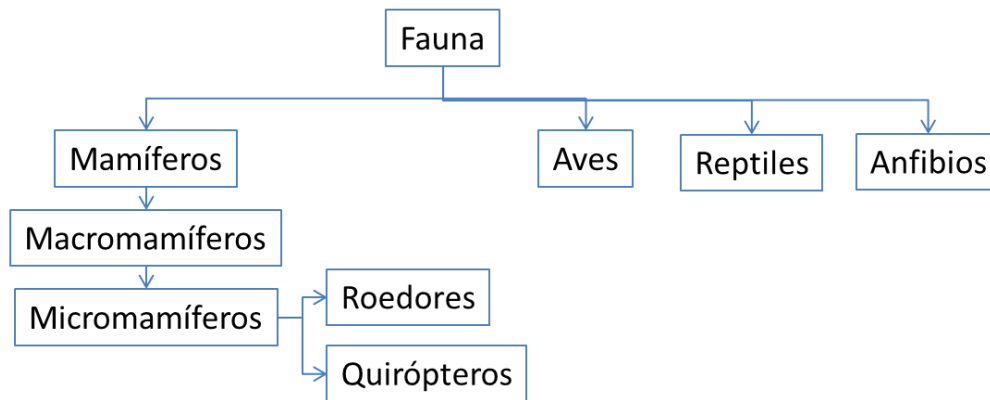 Fauna
Mamíferos
Aves
Reptiles
Anfibios
Macromamíferos
Micromamíferos
Roedores
Quirópteros